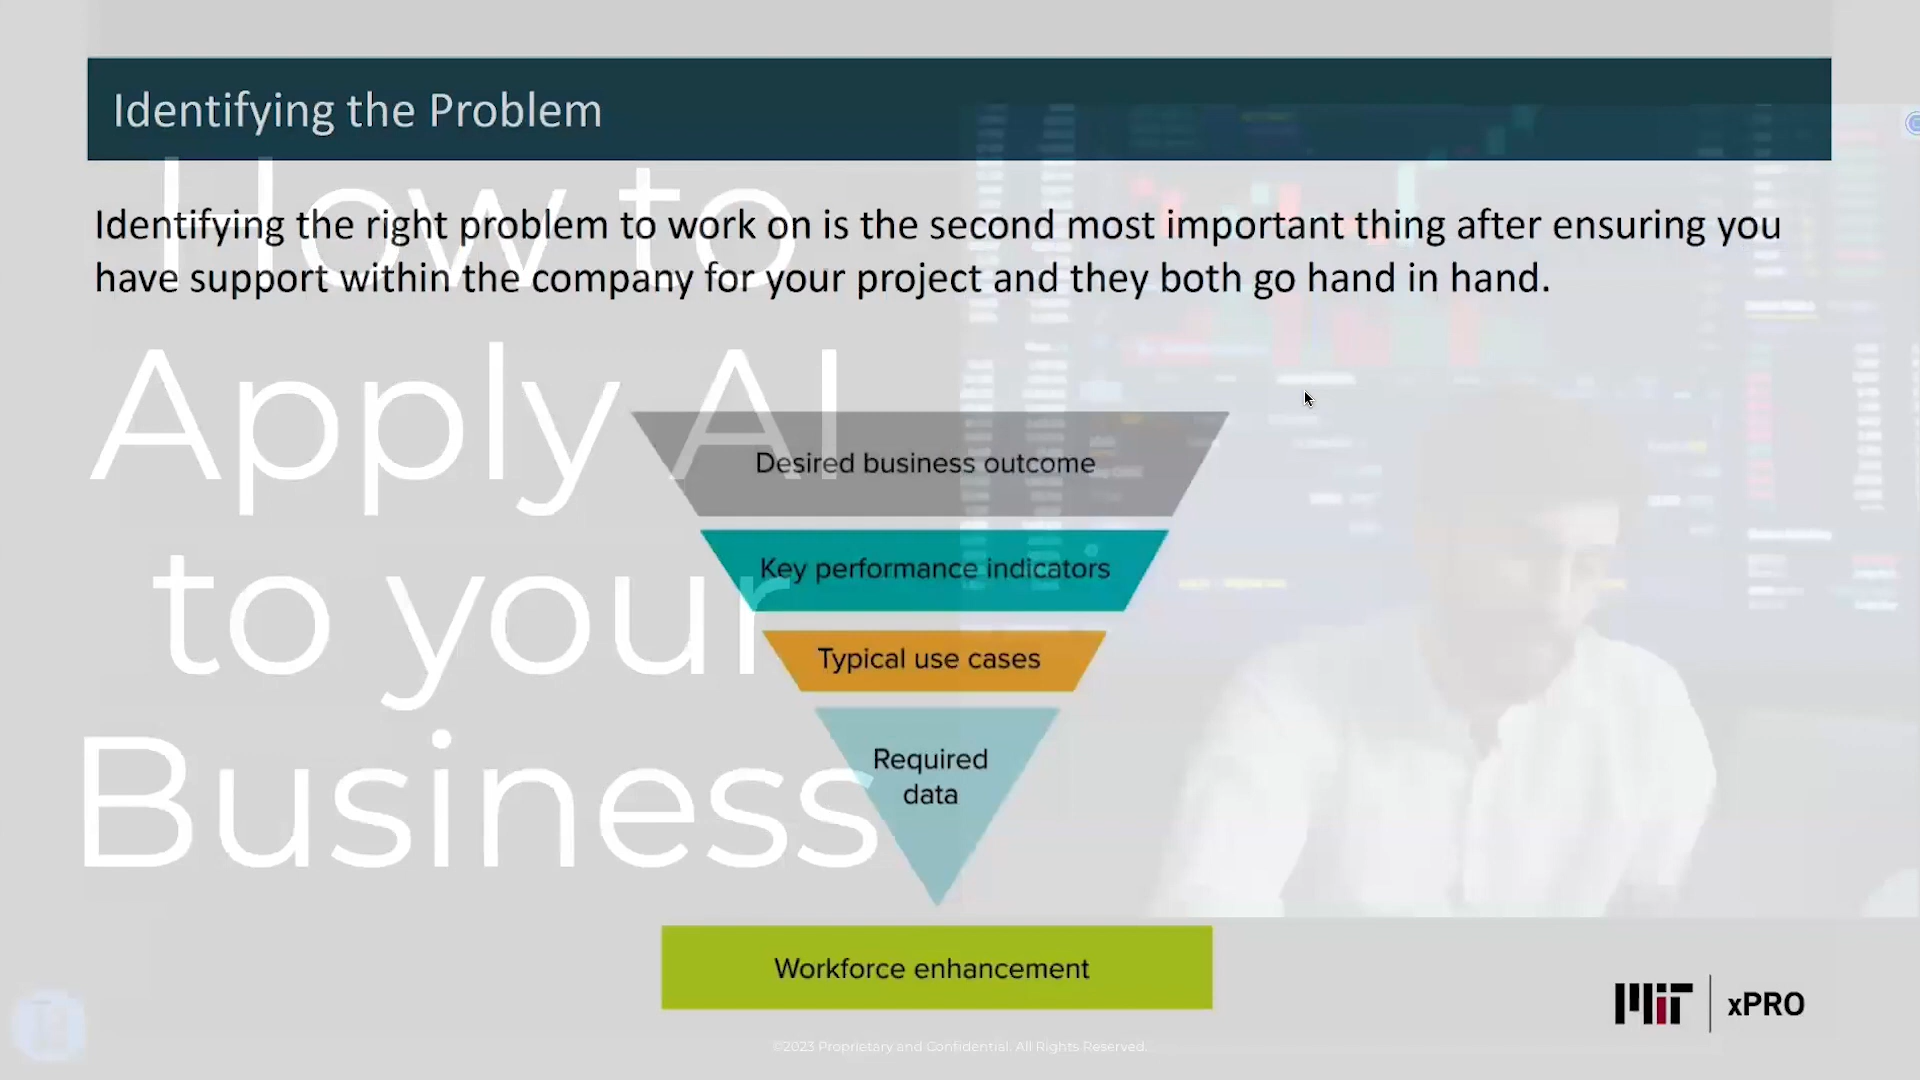 Identifying the Problem
How to
Identifying the right problem to work on is the second most important thing after ensuring you
have support within the company for your project and they both go hand in hand.
Apply AI
to your
Business
Desired business outcome
Key performance indicators
Typical use cases
Required
data
Workforce enhancement
MIT xPRO
©2023 Proprietary and Confidential. All Rights Reserved.